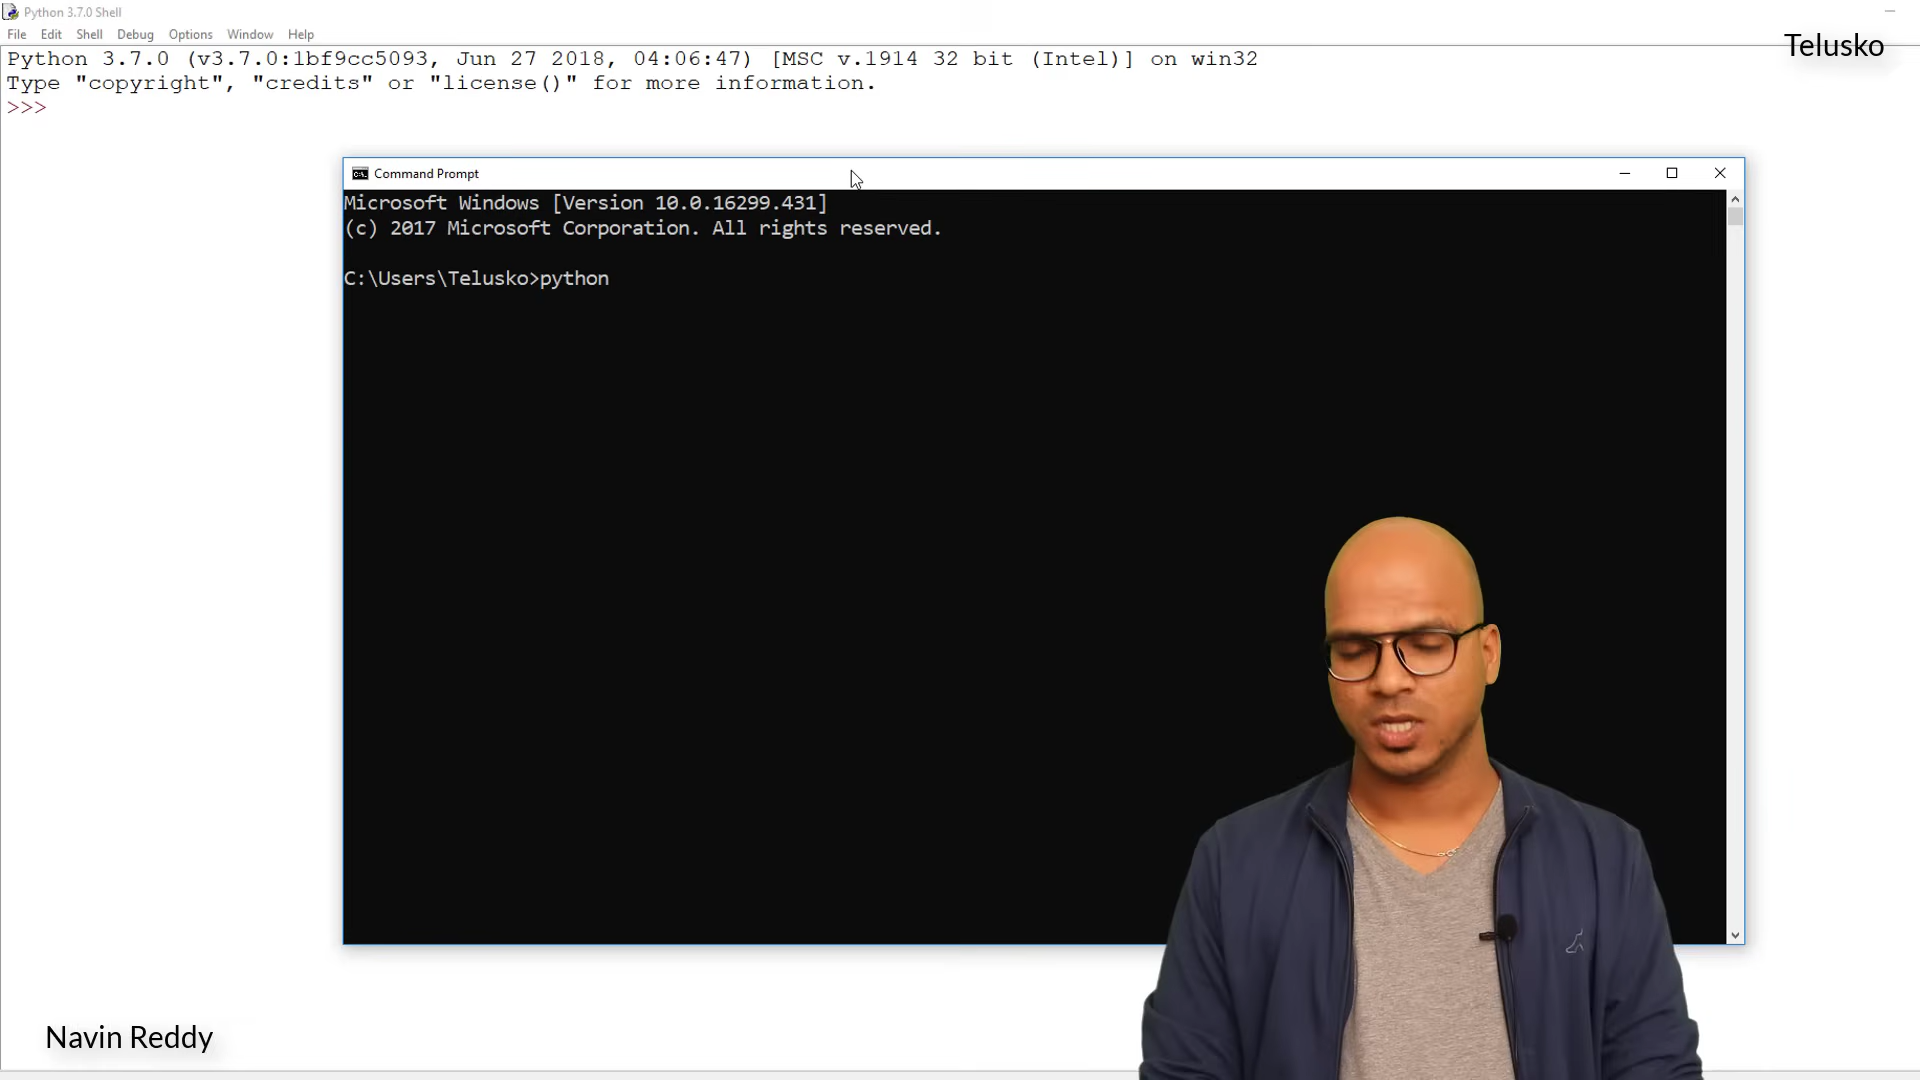 Python 3.7.0 Shell
File Edit Shell Debug Options Window Help
Telusko
Python 3.7.0 (v3.7.0:1bf9cc5093, Jun 27 2018, 04:06:47) [MSC v.1914 32 bit (Intel)] on win32
Type "copyright", "credits" or "license()" for more information.
>>>
Command Prompt
Microsoft Windows [Version 10.0.16299.431]
(c) 2017 Microsoft Corporation. All rights reserved.
C:\Users\Telusko>python
Navin Reddy